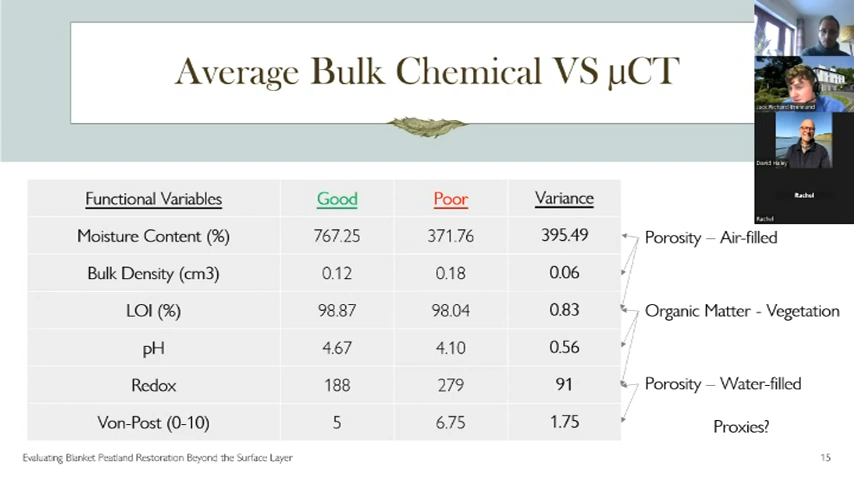 Average Bulk Chemical VS µCT
Functional Variables Good Poor Variance
Moisture Content (%) 767.25 371.76 395.49
Bulk Density (cm3) 0.12 0.18 0.06
LOI (%) 98.87 98.04 0.83
pH 4.67 4.10 0.56
Redox 188 279 91
Von-Post (0-10) 5 6.75 1.75
Porosity – Air-filled
Organic Matter - Vegetation
Porosity – Water-filled
Proxies?
Evaluating Blanket Peatland Restoration Beyond the Surface Layer
15
Jack Richard
David Haley
Rachel
Rachel